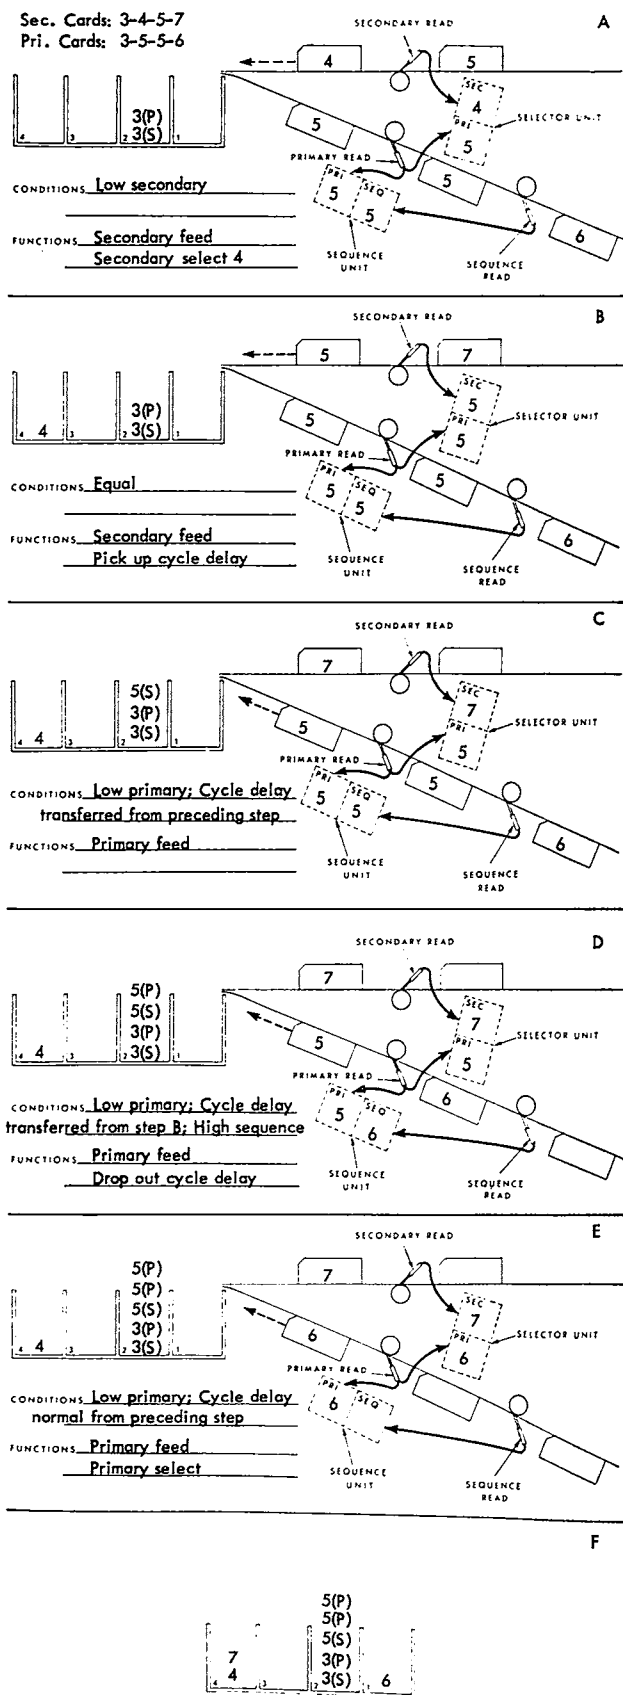 Sec. Cards: 3-4-5-7
Pri. Cards: 3-5-5-6
A
SECONDARY READ
4
5
SEC
4
PRI
5
SELECTOR UNIT
3(P)
3(S)
4 3 2 1
5
PRIMARY READ
5
PRI SEQ
5 5
6
SEQUENCE UNIT
SEQUENCE READ
CONDITIONS Low secondary
FUNCTIONS Secondary feed
Secondary select 4
B
SECONDARY READ
5
7
SEC
5
PRI
5
SELECTOR UNIT
3(P)
4 3(S)
4 3 2 1
5
PRIMARY READ
5
PRI SEQ
5 5
6
SEQUENCE UNIT
SEQUENCE READ
CONDITIONS Equal
FUNCTIONS Secondary feed
Pick up cycle delay
C
SECONDARY READ
7
SEC
7
PRI
5
SELECTOR UNIT
5(S)
3(P)
4 3(S)
4 3 2 1
5
PRIMARY READ
5
PRI SEQ
5 5
6
SEQUENCE UNIT
SEQUENCE READ
CONDITIONS Low primary; Cycle delay
transferred from preceding step
FUNCTIONS Primary feed
D
SECONDARY READ
7
SEC
7
PRI
5
SELECTOR UNIT
5(P)
5(S)
3(P)
4 3(S)
4 3 2 1
5
PRIMARY READ
6
PRI SEQ
5 6
SEQUENCE UNIT
SEQUENCE READ
CONDITIONS Low primary; Cycle delay
transferred from step B; High sequence
FUNCTIONS Primary feed
Drop out cycle delay
E
SECONDARY READ
7
SEC
7
PRI
6
SELECTOR UNIT
5(P)
5(P)
5(S)
3(P)
4 3(S)
4 3 2 1
6
PRIMARY READ
PRI SEQ
6
SEQUENCE UNIT
SEQUENCE READ
CONDITIONS Low primary; Cycle delay
normal from preceding step
FUNCTIONS Primary feed
Primary select
F
5(P)
5(P)
5(S)
7 3(P)
4 3(S) 6
4 3 2 1